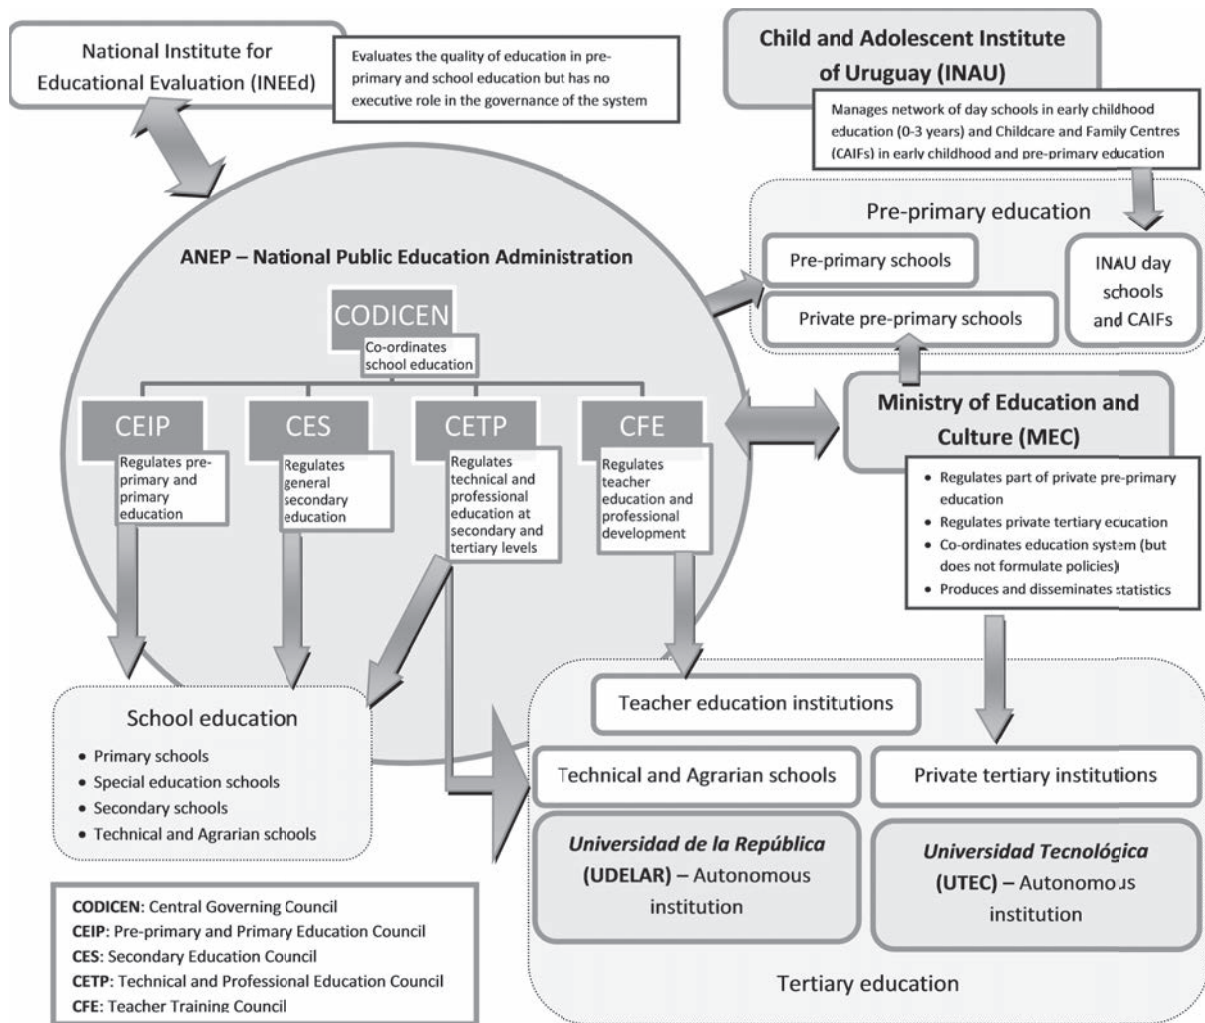 National Institute for
Educational Evaluation (INEEd)
Evaluates the quality of education in pre-
primary and school education but has no
executive role in the governance of the system
Child and Adolescent Institute
of Uruguay (INAU)
Manages network of day schools in early childhood
education (0-3 years) and Childcare and Family Centres
(CAIFs) in early childhood and pre-primary education
Pre-primary education
Pre-primary schools
Private pre-primary schools
INAU day
schools
and CAIFs
ANEP – National Public Education Administration
CODICEN
Co-ordinates
school education
CEIP
Regulates pre-
primary and
primary
education
CES
Regulates
general
secondary
education
CETP
Regulates
technical and
professional
education at
secondary and
tertiary levels
CFE
Regulates
teacher
education and
professional
development
Ministry of Education and
Culture (MEC)
• Regulates part of private pre-primary
education
• Regulates private tertiary education
• Co-ordinates education system (but
does not formulate policies)
• Produces and disseminates statistics
School education
• Primary schools
• Special education schools
• Secondary schools
• Technical and Agrarian schools
Teacher education institutions
Technical and Agrarian schools
Private tertiary institutions
Universidad de la República
(UDELAR) – Autonomous
institution
Universidad Tecnológica
(UTEC) – Autonomous
institution
Tertiary education
CODICEN: Central Governing Council
CEIP: Pre-primary and Primary Education Council
CES: Secondary Education Council
CETP: Technical and Professional Education Council
CFE: Teacher Training Council